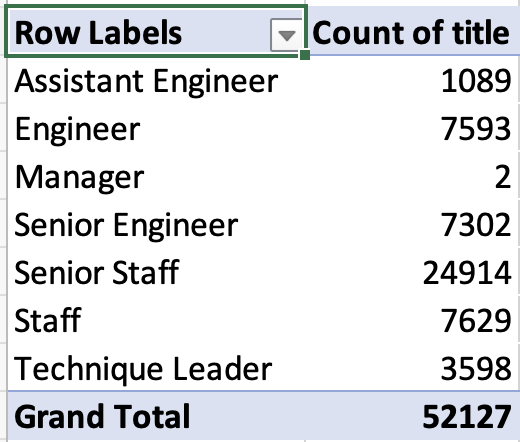 Row Labels Count of title
Assistant Engineer 1089
Engineer 7593
Manager 2
Senior Engineer 7302
Senior Staff 24914
Staff 7629
Technique Leader 3598
Grand Total 52127